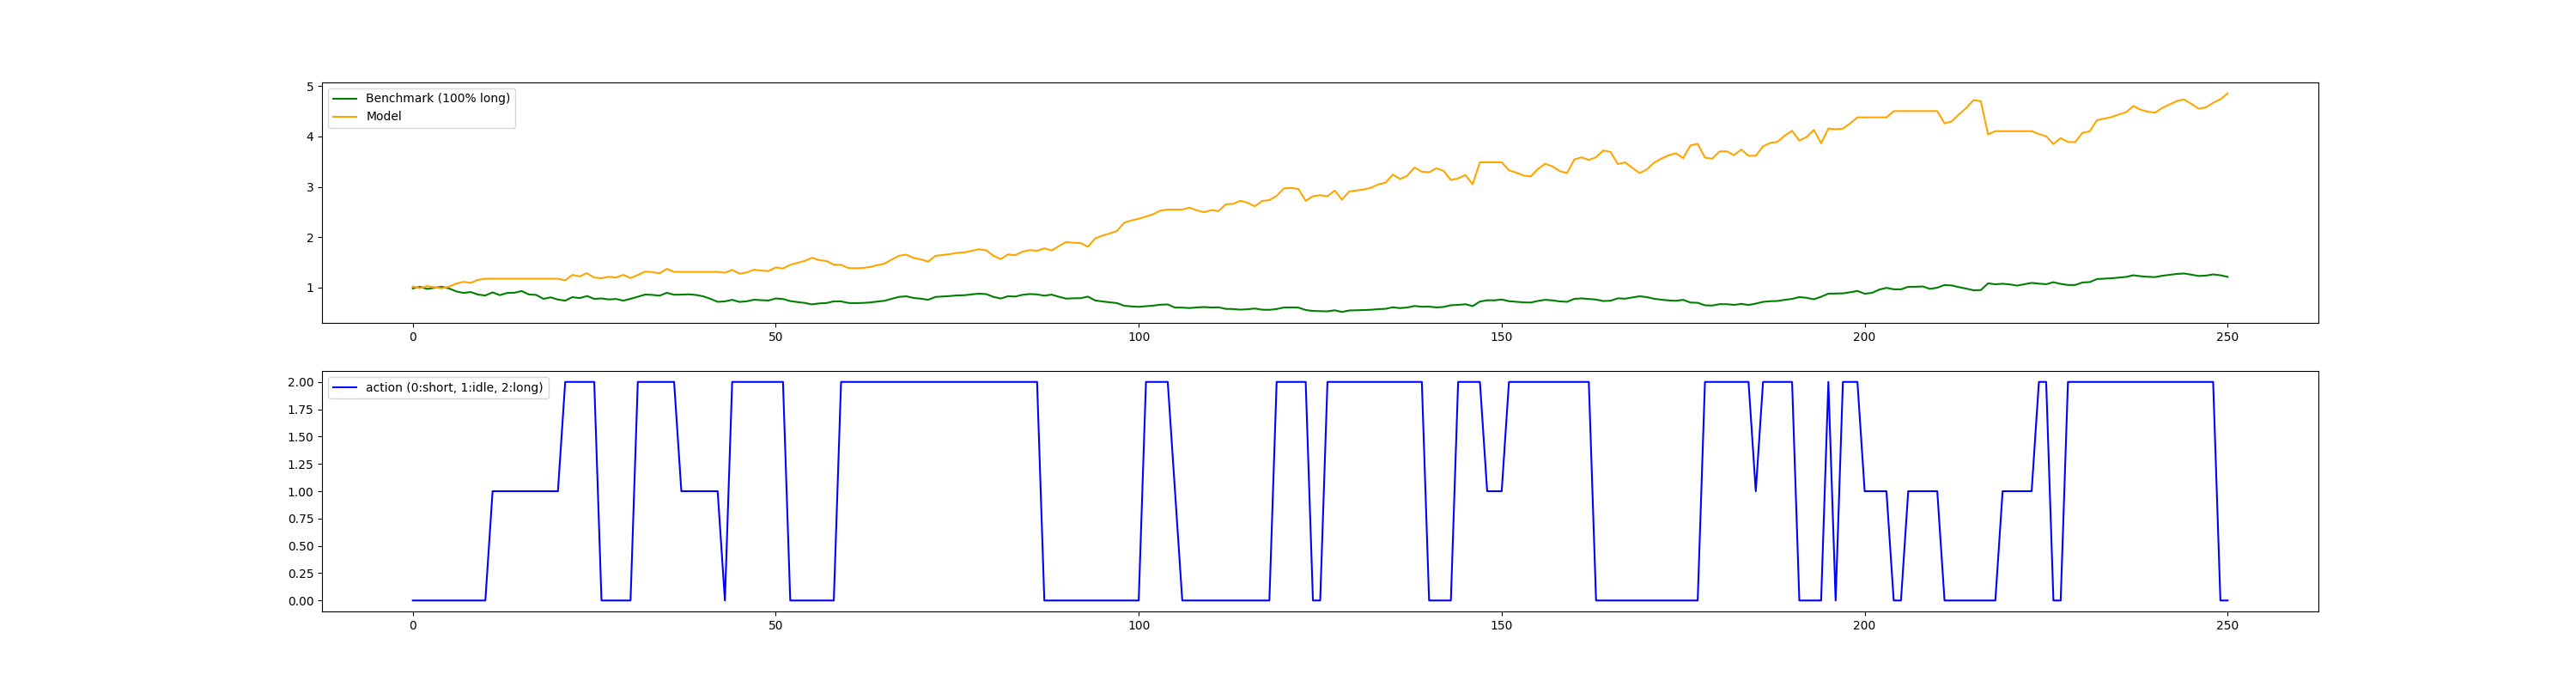 5
4
3
2
1
Benchmark (100% long)
Model
0 50 100 150 200 250
2.00
1.75
1.50
1.25
1.00
0.75
0.50
0.25
0.00
action (0:short, 1:idle, 2:long)
0 50 100 150 200 250